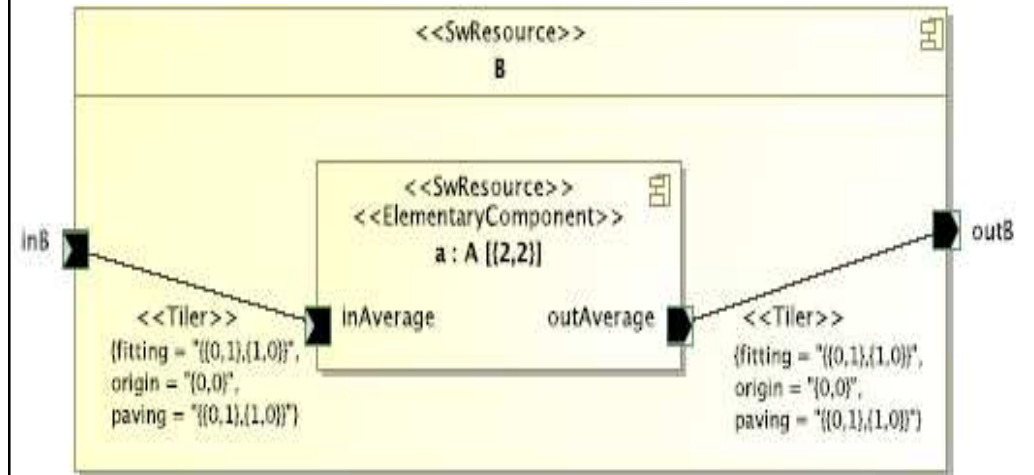 <<SwResource>>
B
<<SwResource>>
<<ElementaryComponent>>
a : A [{2,2}]
inB
outB
inAverage
outAverage
<<Tiler>>
{fitting = "{{0,1},{1,0}}",
origin = "{0,0}",
paving = "{{0,1},{1,0}}"}
<<Tiler>>
{fitting = "{{0,1},{1,0}}",
origin = "{0,0}",
paving = "{{0,1},{1,0}}"}